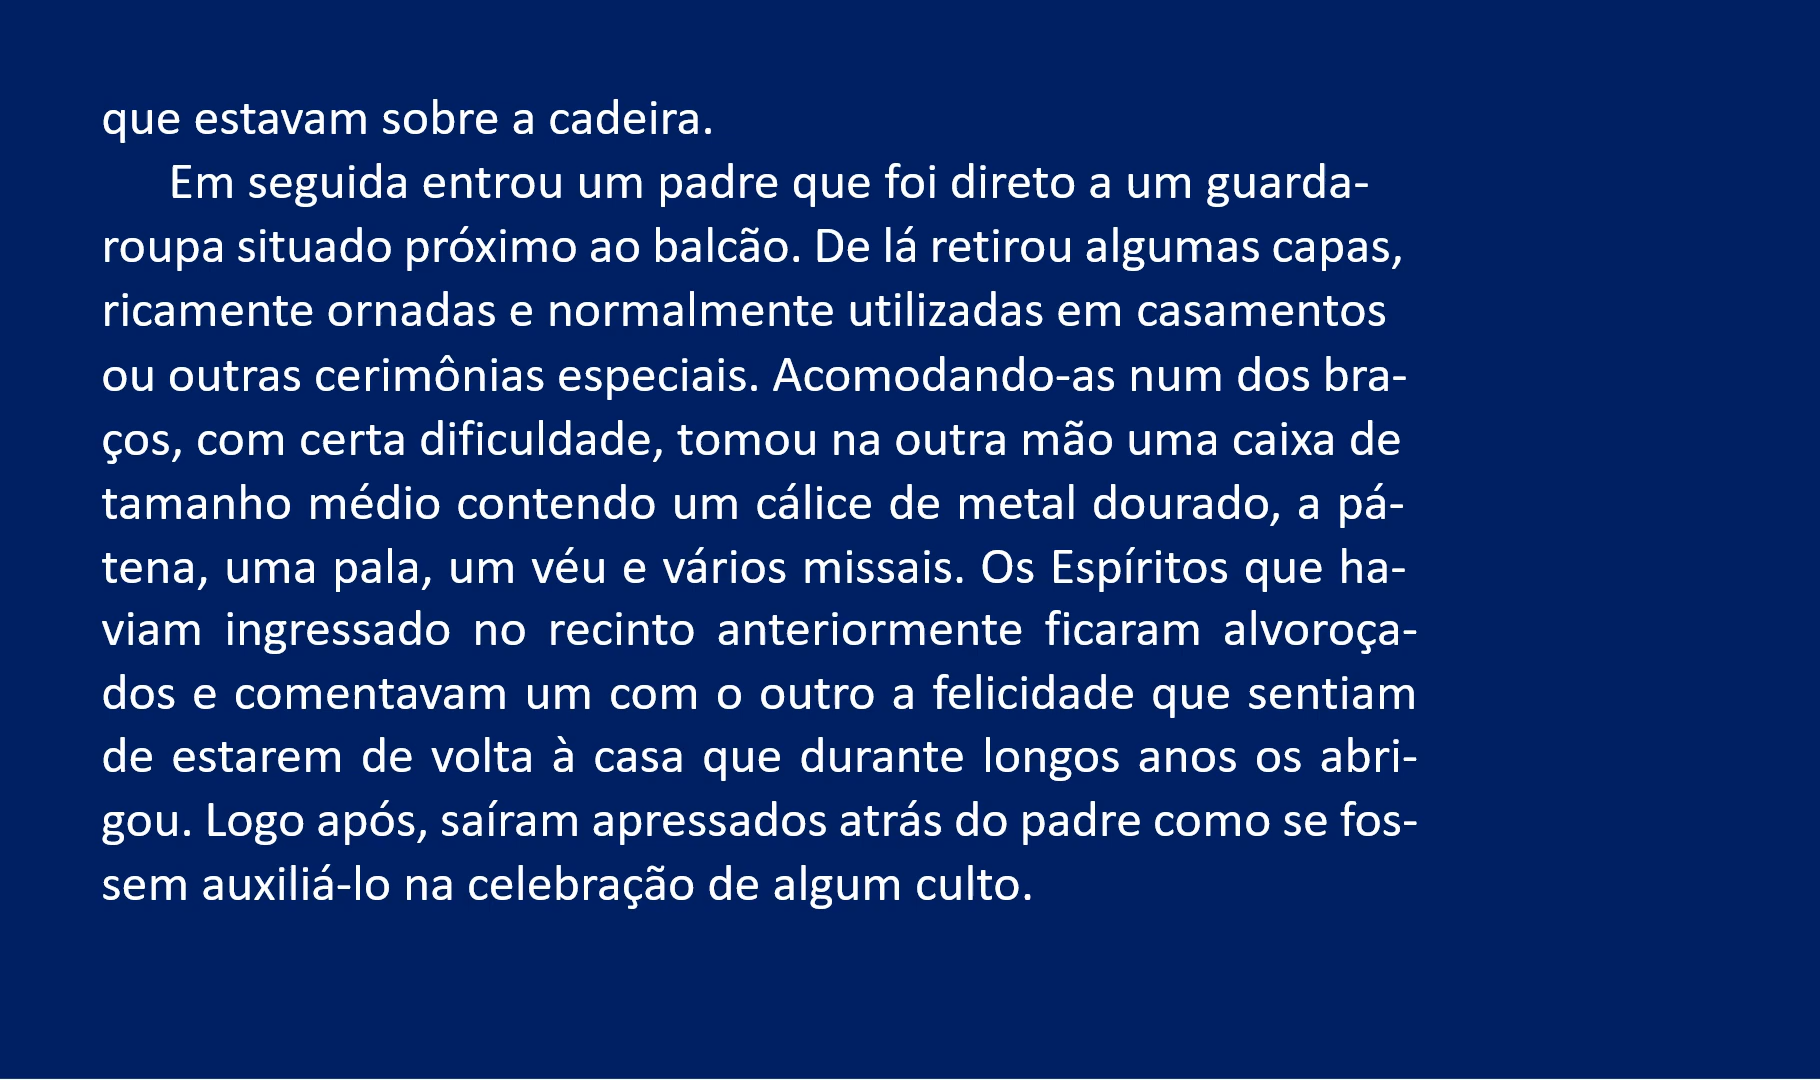 que estavam sobre a cadeira.
Em seguida entrou um padre que foi direto a um guarda-
roupa situado próximo ao balcão. De lá retirou algumas capas,
ricamente ornadas e normalmente utilizadas em casamentos
ou outras cerimônias especiais. Acomodando-as num dos bra-
ços, com certa dificuldade, tomou na outra mão uma caixa de
tamanho médio contendo um cálice de metal dourado, a pá-
tena, uma pala, um véu e vários missais. Os Espíritos que ha-
viam ingressado no recinto anteriormente ficaram alvoroça-
dos e comentavam um com o outro a felicidade que sentiam
de estarem de volta à casa que durante longos anos os abri-
gou. Logo após, saíram apressados atrás do padre como se fos-
sem auxiliá-lo na celebração de algum culto.